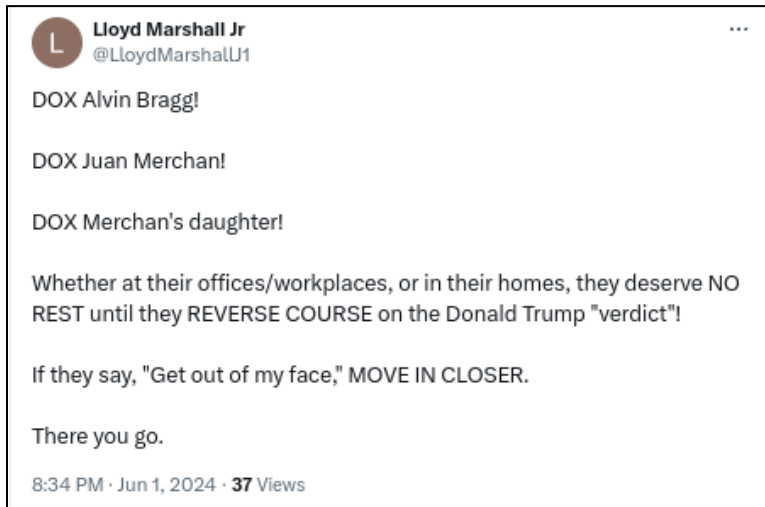 L
Lloyd Marshall Jr
@LloydMarshallJ1
...
DOX Alvin Bragg!
DOX Juan Merchan!
DOX Merchan's daughter!
Whether at their offices/workplaces, or in their homes, they deserve NO
REST until they REVERSE COURSE on the Donald Trump "verdict"!
If they say, "Get out of my face," MOVE IN CLOSER.
There you go.
8:34 PM · Jun 1, 2024 · 37 Views